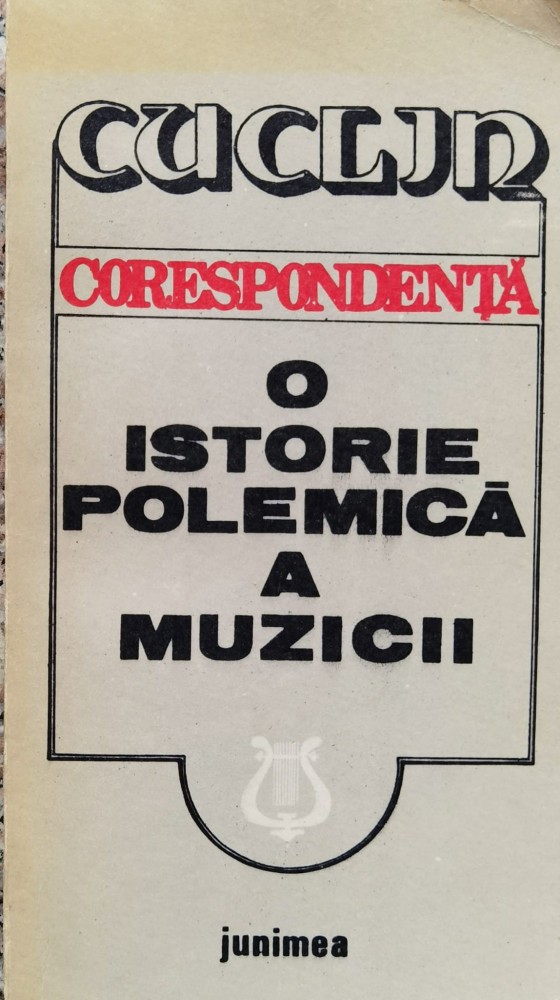 CUCLIN
CORESPONDENȚĂ
O
ISTORIE
POLEMICĂ
A
MUZICII
junimea